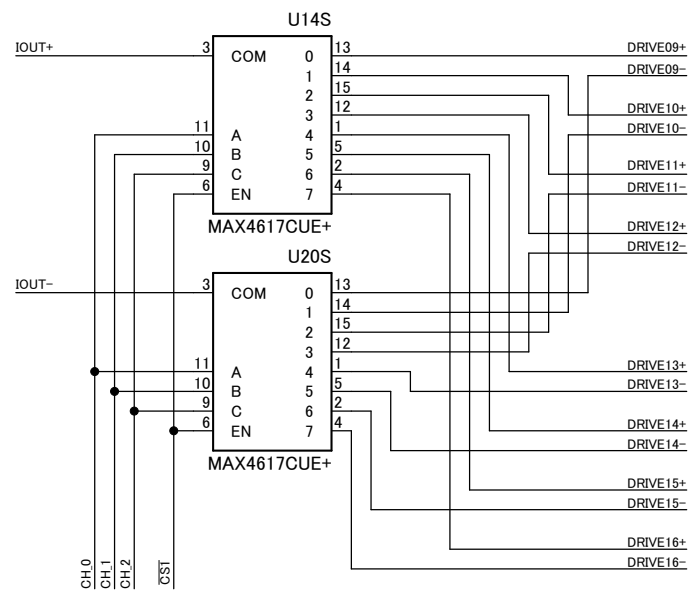 U14S
IOUT+ 3 COM 0 13 DRIVE09+
1 14 DRIVE09-
2 15
3 12 DRIVE10+
11 A 4 1 DRIVE10-
10 B 5 5
9 C 6 2 DRIVE11+
6 EN 7 4 DRIVE11-
MAX4617CUE+ DRIVE12+
U20S DRIVE12-
IOUT- 3 COM 0 13
1 14
2 15
3 12
11 A 4 1 DRIVE13+
10 B 5 5 DRIVE13-
9 C 6 2 DRIVE14+
6 EN 7 4 DRIVE14-
MAX4617CUE+
DRIVE15+
DRIVE15-
DRIVE16+
DRIVE16-
CH_0
CH_1
CH_2
CS1